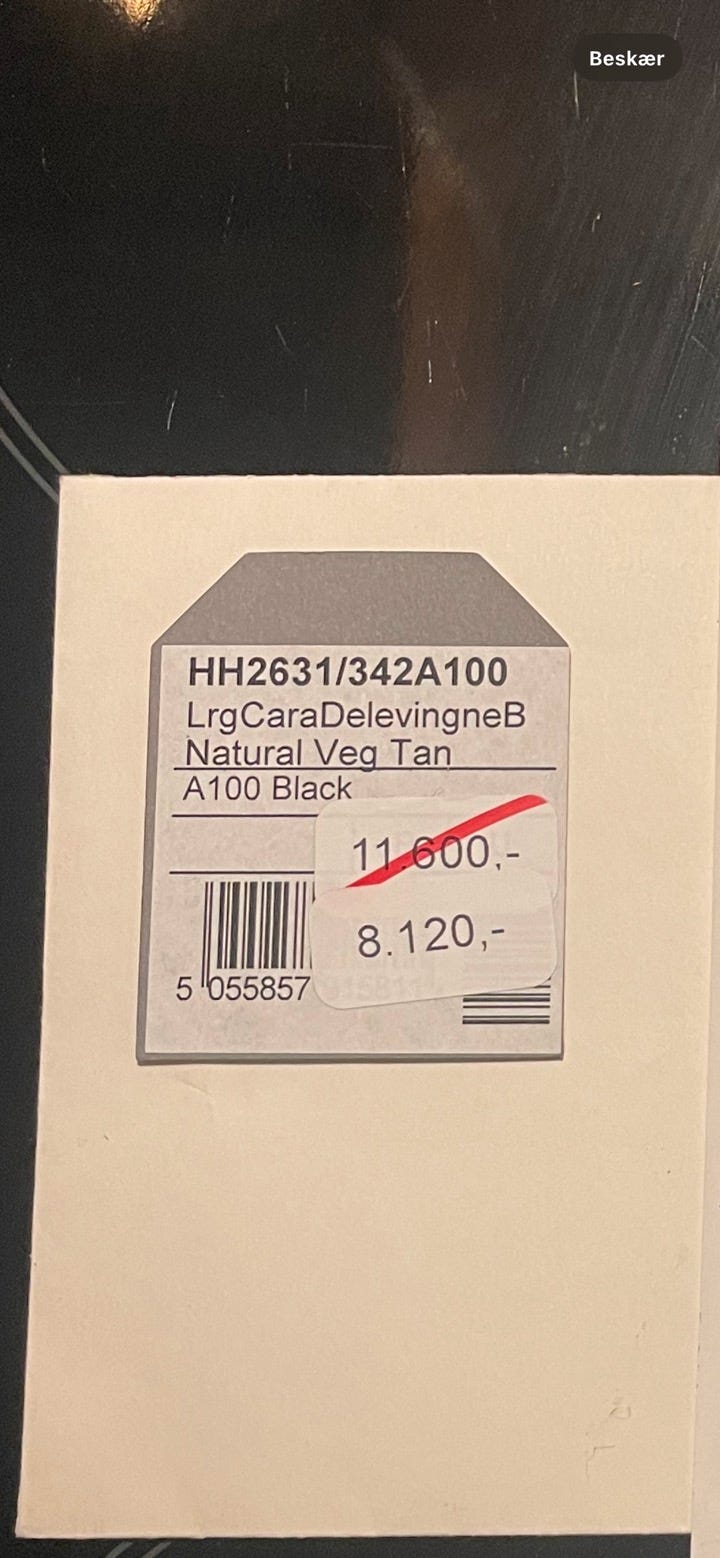 Beskær
HH2631/342A100
LrgCaraDelevingneB
Natural Veg Tan
A100 Black
11.600,-
8.120,-
5 055857